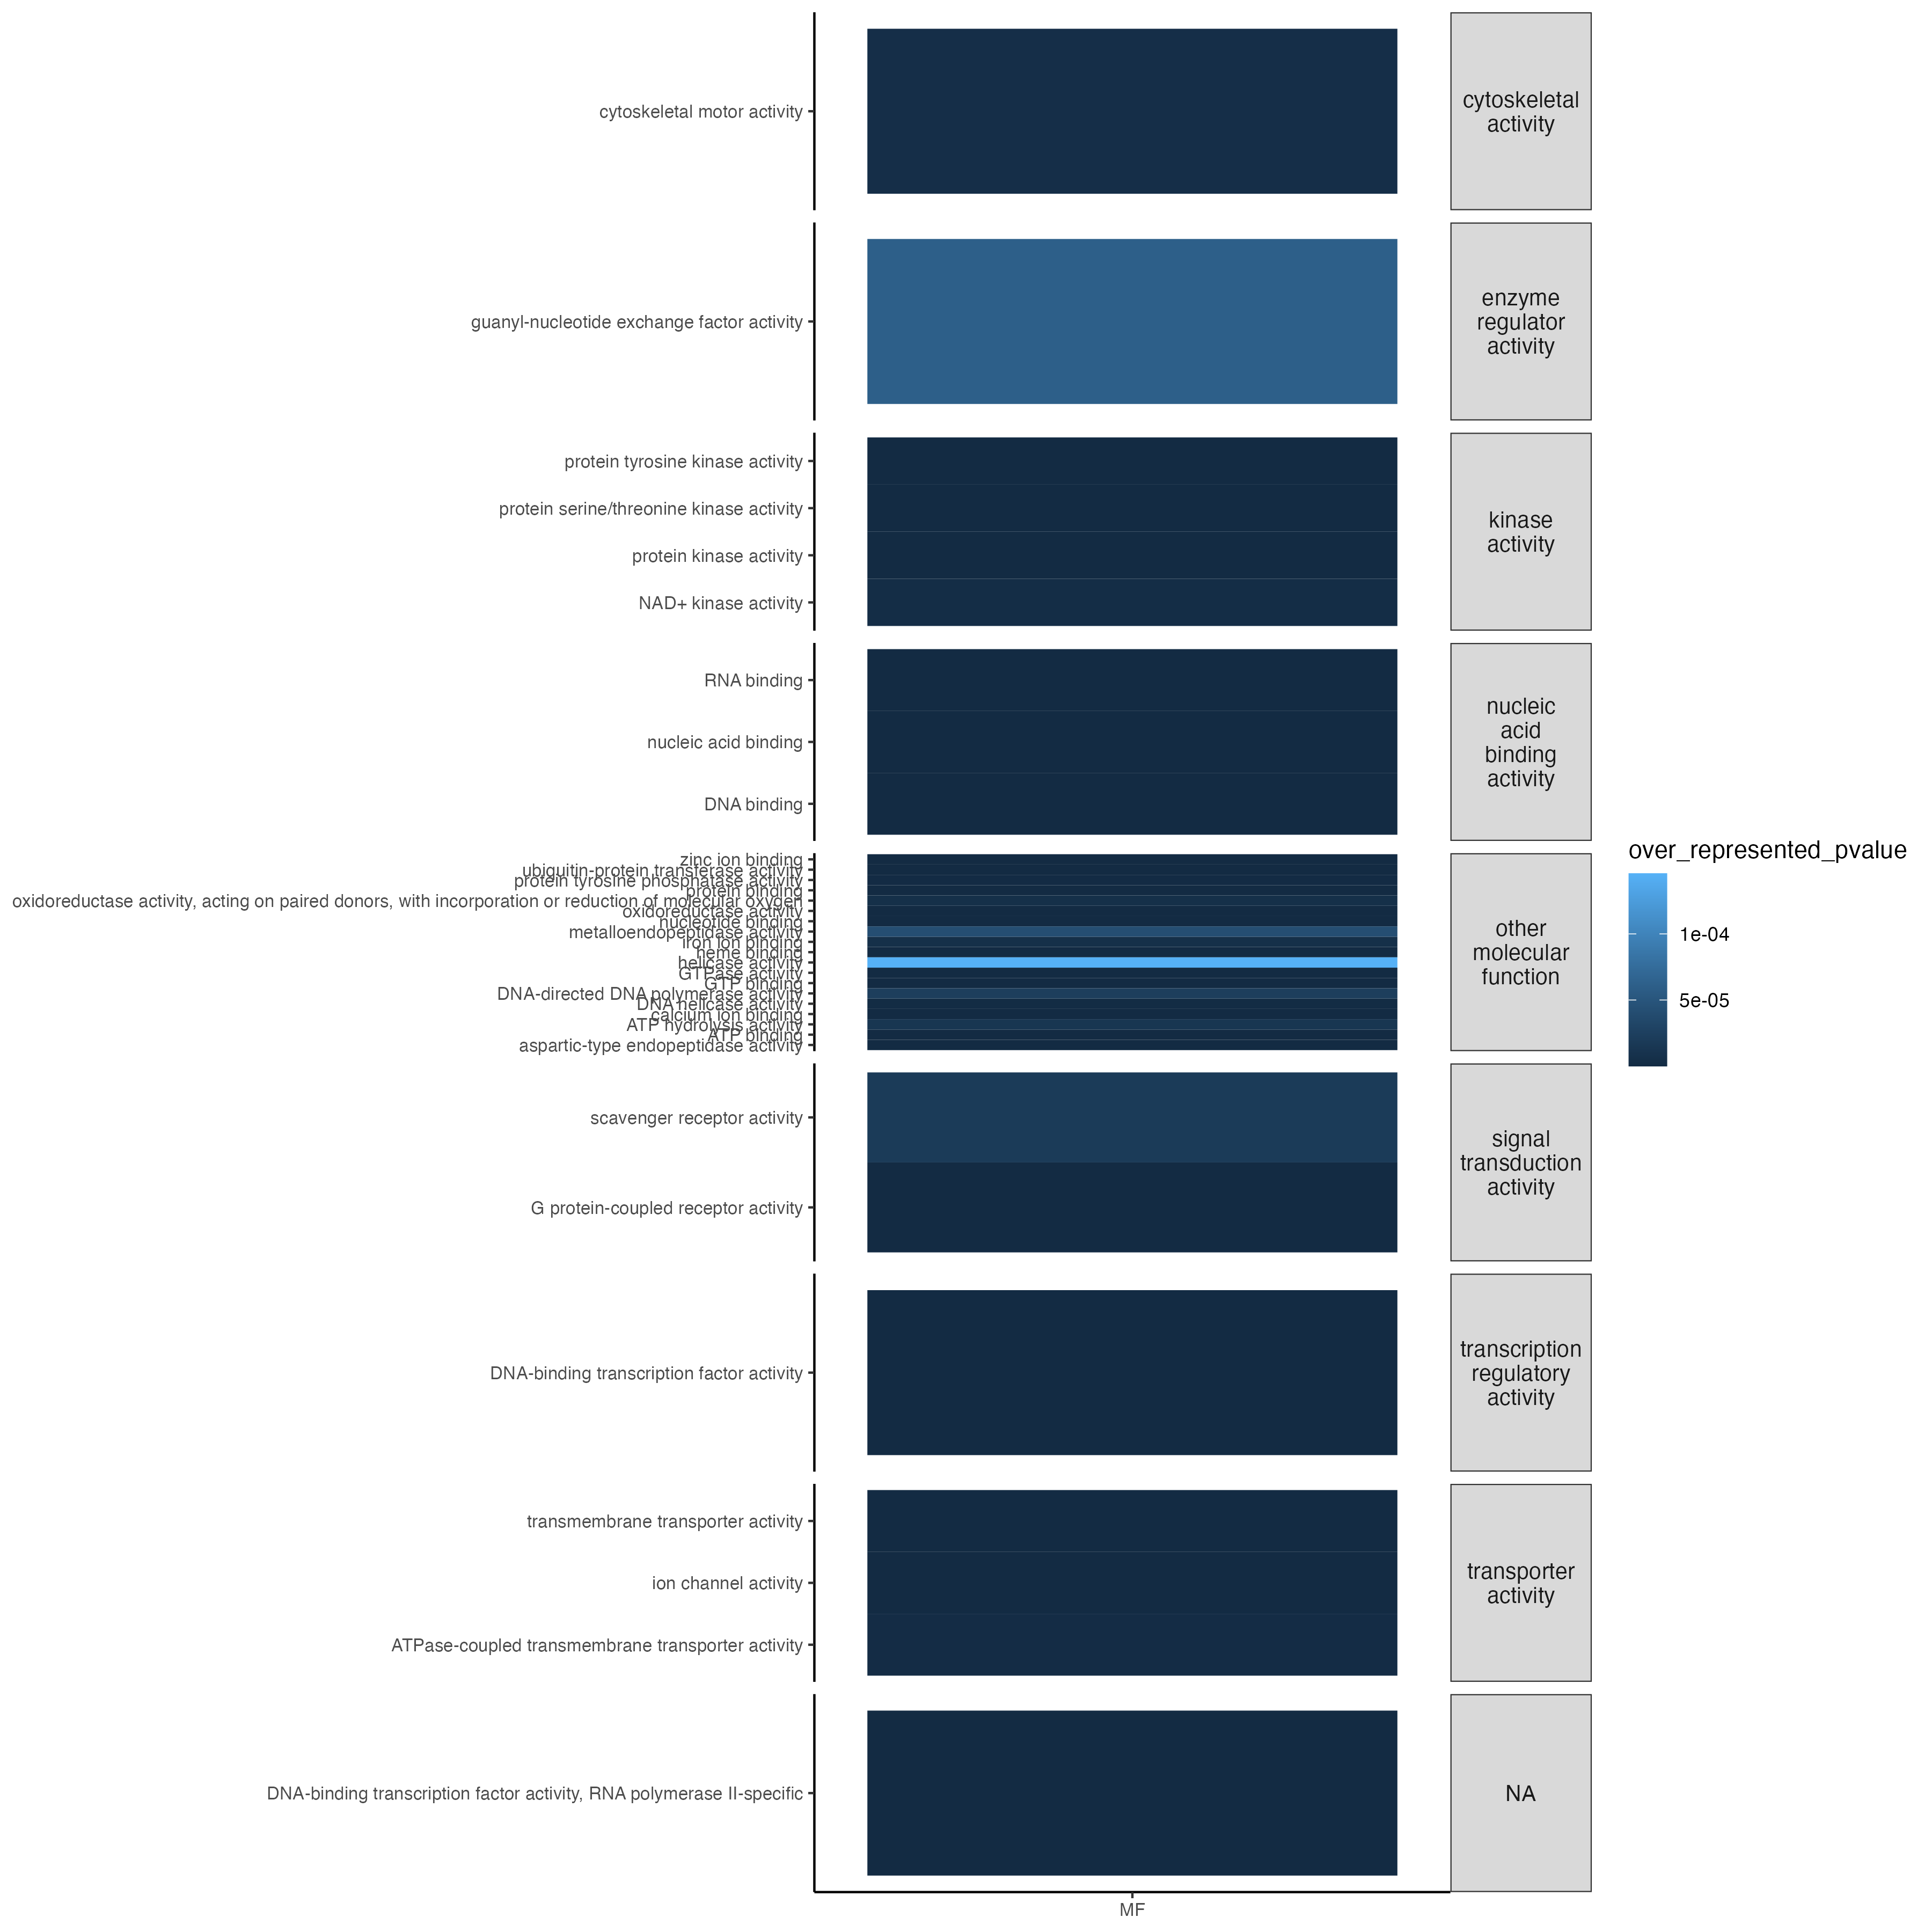 cytoskeletal motor activity
cytoskeletal
activity
guanyl-nucleotide exchange factor activity
enzyme
regulator
activity
protein tyrosine kinase activity
protein serine/threonine kinase activity
protein kinase activity
NAD+ kinase activity
kinase
activity
RNA binding
nucleic acid binding
DNA binding
nucleic
acid
binding
activity
zinc ion binding
ubiquitin-protein transferase activity
protein tyrosine phosphatase activity
protein binding
oxidoreductase activity, acting on paired donors, with incorporation or reduction of molecular oxygen
oxidoreductase activity
nucleotide binding
metalloendopeptidase activity
iron ion binding
heme binding
helicase activity
GTPase activity
GTP binding
DNA-directed DNA polymerase activity
DNA helicase activity
calcium ion binding
ATP hydrolysis activity
ATP binding
aspartic-type endopeptidase activity
other
molecular
function
scavenger receptor activity
G protein-coupled receptor activity
signal
transduction
activity
DNA-binding transcription factor activity
transcription
regulatory
activity
transmembrane transporter activity
ion channel activity
ATPase-coupled transmembrane transporter activity
transporter
activity
DNA-binding transcription factor activity, RNA polymerase II-specific
NA
MF
over_represented_pvalue
1e-04
5e-05